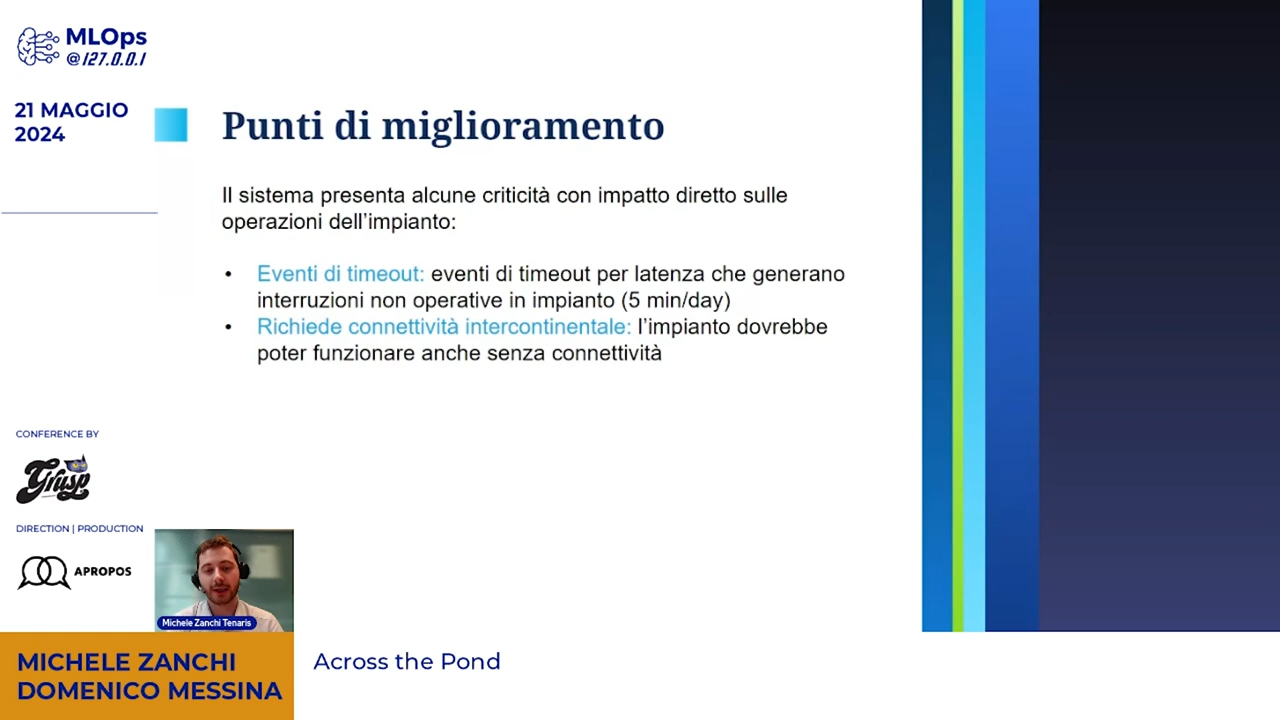 MLOps
@127.0.0.1
21 MAGGIO
2024
Punti di miglioramento
Il sistema presenta alcune criticità con impatto diretto sulle
operazioni dell'impianto:
• Eventi di timeout: eventi di timeout per latenza che generano
interruzioni non operative in impianto (5 min/day)
• Richiede connettività intercontinentale: l'impianto dovrebbe
poter funzionare anche senza connettività
CONFERENCE BY
Grusp
DIRECTION | PRODUCTION
APROPOS
Michele Zanchi Tenaris
MICHELE ZANCHI
DOMENICO MESSINA
Across the Pond